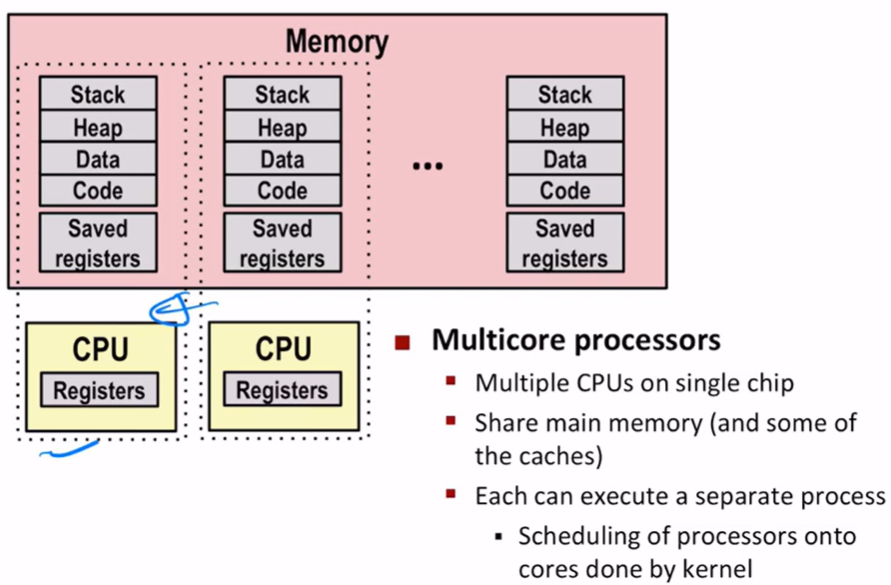 Memory
Stack
Heap
Data
Code
Saved
registers
Stack
Heap
Data
Code
Saved
registers
...
Stack
Heap
Data
Code
Saved
registers
CPU
Registers
CPU
Registers
■ Multicore processors
▪ Multiple CPUs on single chip
▪ Share main memory (and some of
the caches)
▪ Each can execute a separate process
▪ Scheduling of processors onto
cores done by kernel